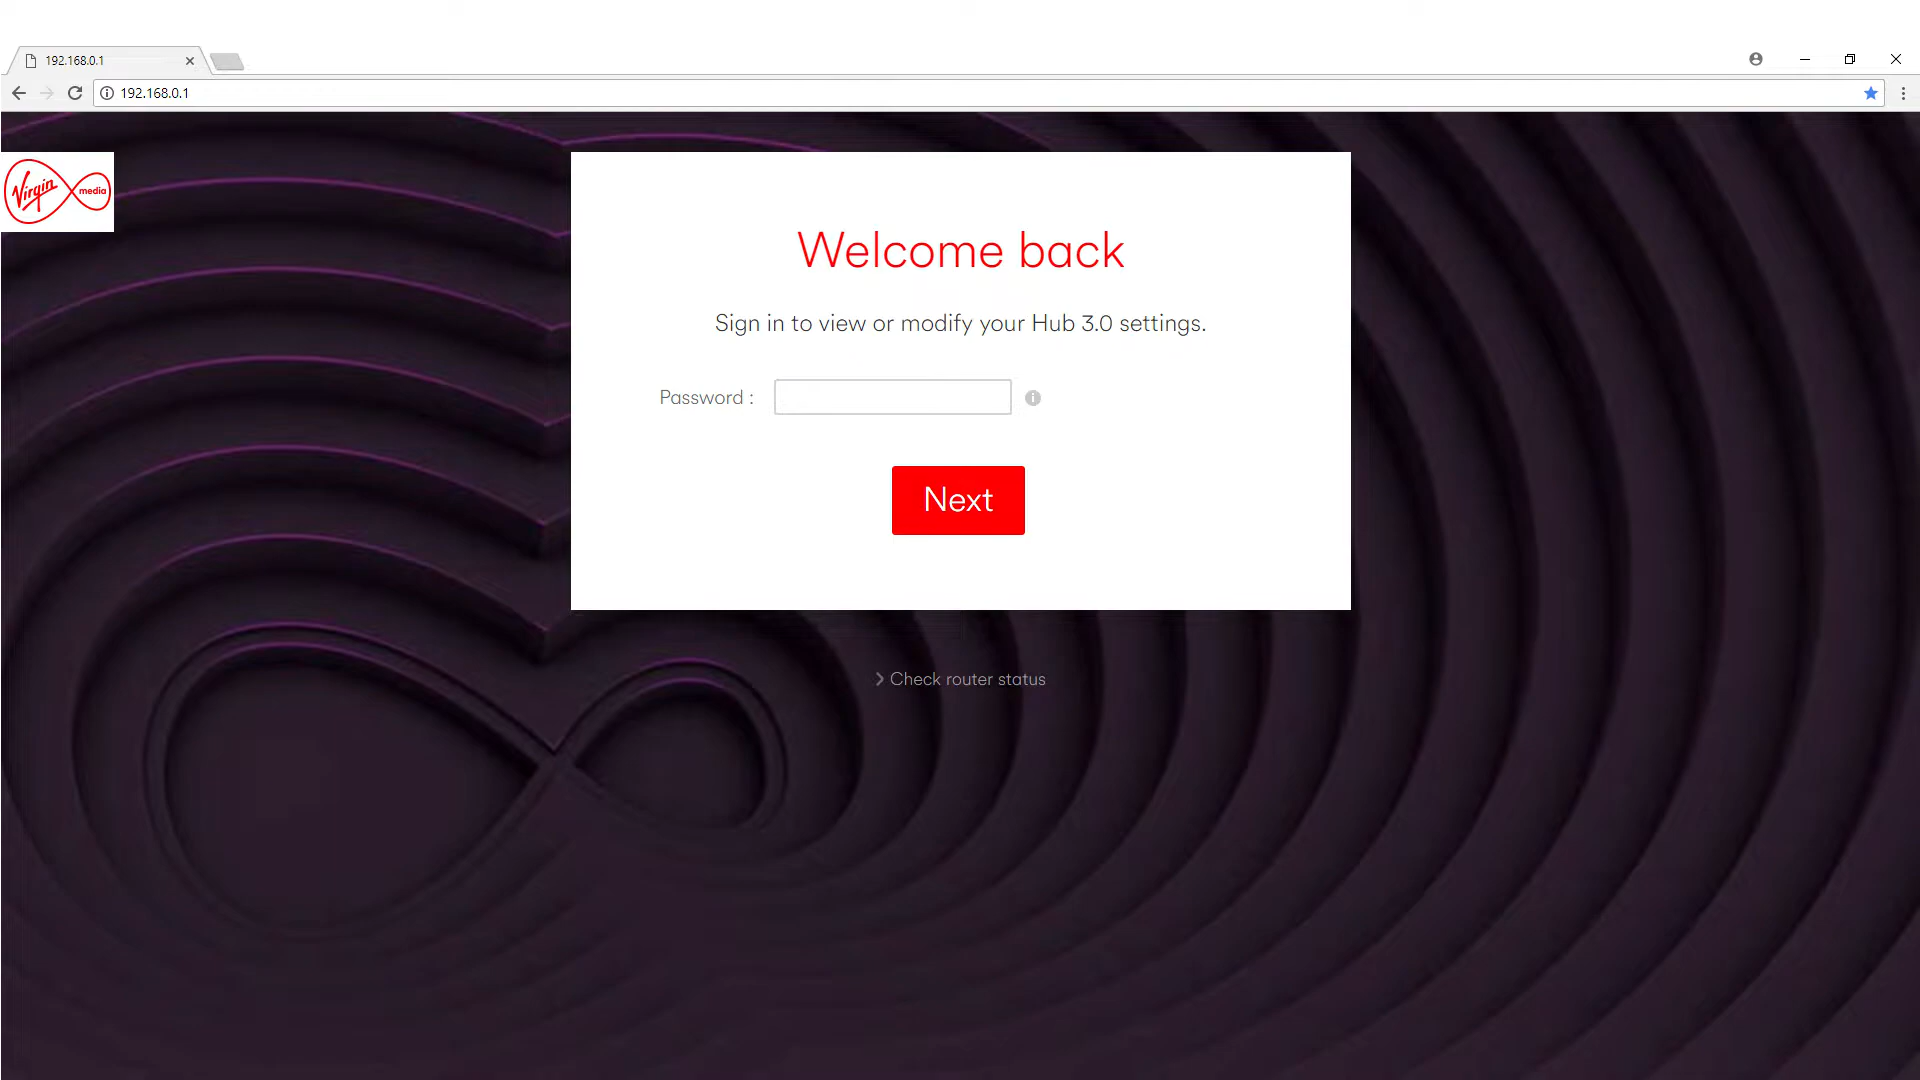 192.168.0.1
192.168.0.1
Virgin media
Welcome back
Sign in to view or modify your Hub 3.0 settings.
Password :
Next
Check router status